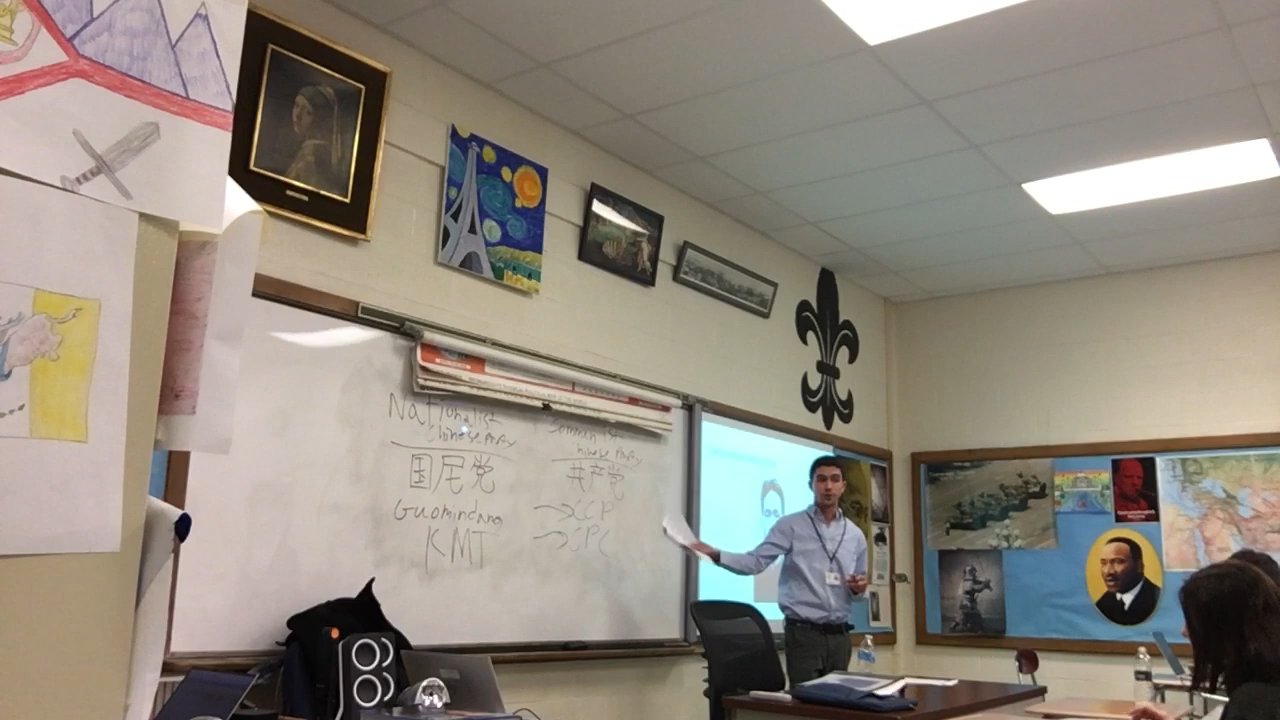 Nationalist
Chinese Party
国民党
Guomindang
KMT
Communist
Chinese Party
共产党
→CCP
→CPC